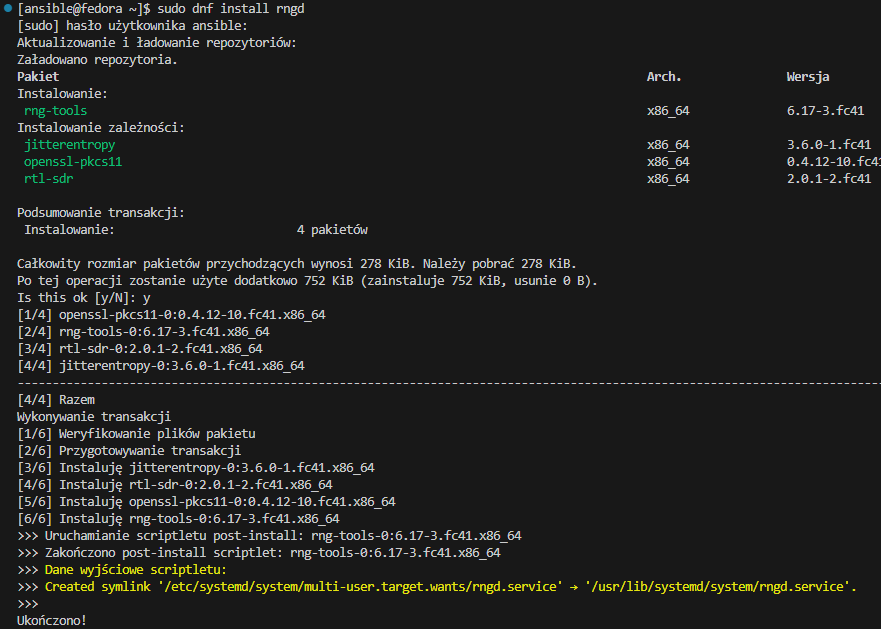 [ansible@fedora ~]$ sudo dnf install rngd
[sudo] hasło użytkownika ansible:
Aktualizowanie i ładowanie repozytoriów:
Załadowano repozytoria.
Pakiet Arch. Wersja
Instalowanie:
rng-tools x86_64 6.17-3.fc41
Instalowanie zależności:
jitterentropy x86_64 3.6.0-1.fc41
openssl-pkcs11 x86_64 0.4.12-10.fc41
rtl-sdr x86_64 2.0.1-2.fc41
Podsumowanie transakcji:
Instalowanie: 4 pakietów
Całkowity rozmiar pakietów przychodzących wynosi 278 KiB. Należy pobrać 278 KiB.
Po tej operacji zostanie użyte dodatkowo 752 KiB (zainstaluje 752 KiB, usunie 0 B).
Is this ok [y/N]: y
[1/4] openssl-pkcs11-0:0.4.12-10.fc41.x86_64
[2/4] rng-tools-0:6.17-3.fc41.x86_64
[3/4] rtl-sdr-0:2.0.1-2.fc41.x86_64
[4/4] jitterentropy-0:3.6.0-1.fc41.x86_64
--------------------------------------------------------------------------------
[4/4] Razem
Wykonywanie transakcji
[1/6] Weryfikowanie plików pakietu
[2/6] Przygotowywanie transakcji
[3/6] Instaluję jitterentropy-0:3.6.0-1.fc41.x86_64
[4/6] Instaluję rtl-sdr-0:2.0.1-2.fc41.x86_64
[5/6] Instaluję openssl-pkcs11-0:0.4.12-10.fc41.x86_64
[6/6] Instaluję rng-tools-0:6.17-3.fc41.x86_64
>>> Uruchamianie scriptletu post-install: rng-tools-0:6.17-3.fc41.x86_64
>>> Zakończono post-install scriptlet: rng-tools-0:6.17-3.fc41.x86_64
>>> Dane wyjściowe scriptletu:
>>> Created symlink '/etc/systemd/system/multi-user.target.wants/rngd.service' → '/usr/lib/systemd/system/rngd.service'.
>>>
Ukończono!